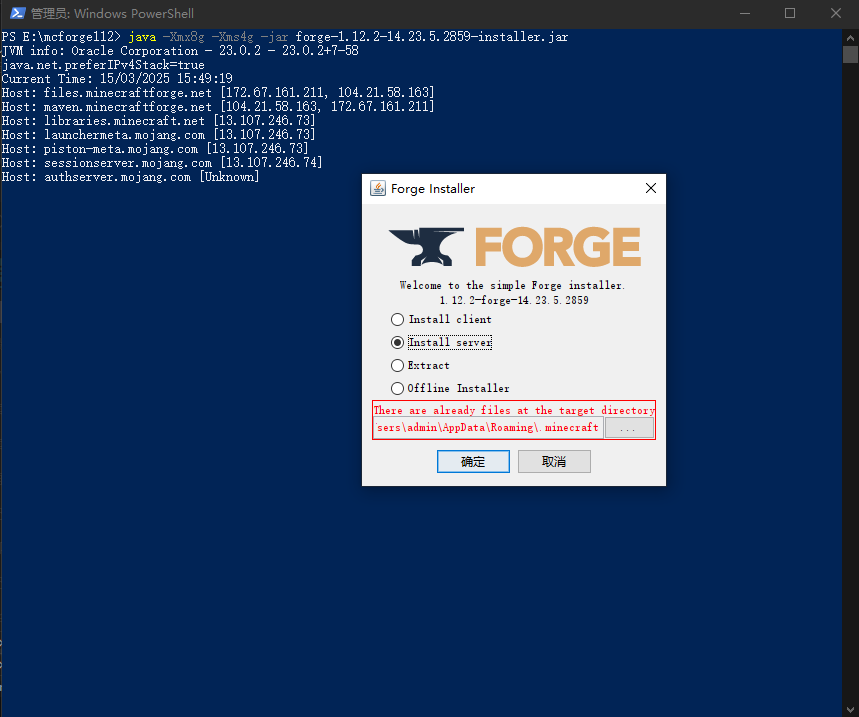 管理员: Windows PowerShell
PS E:\mcforge112> java -Xmx8g -Xms4g -jar forge-1.12.2-14.23.5.2859-installer.jar
JVM info: Oracle Corporation - 23.0.2 - 23.0.2+7-58
java.net.preferIPv4Stack=true
Current Time: 15/03/2025 15:49:19
Host: files.minecraftforge.net [172.67.161.211, 104.21.58.163]
Host: maven.minecraftforge.net [104.21.58.163, 172.67.161.211]
Host: libraries.minecraft.net [13.107.246.73]
Host: launchermeta.mojang.com [13.107.246.73]
Host: piston-meta.mojang.com [13.107.246.73]
Host: sessionserver.mojang.com [13.107.246.74]
Host: authserver.mojang.com [Unknown]
Forge Installer
FORGE
Welcome to the simple Forge installer.
1.12.2-forge-14.23.5.2859
Install client
Install server
Extract
Offline Installer
There are already files at the target directory
sers\admin\AppData\Roaming\.minecraft
...
确定 取消